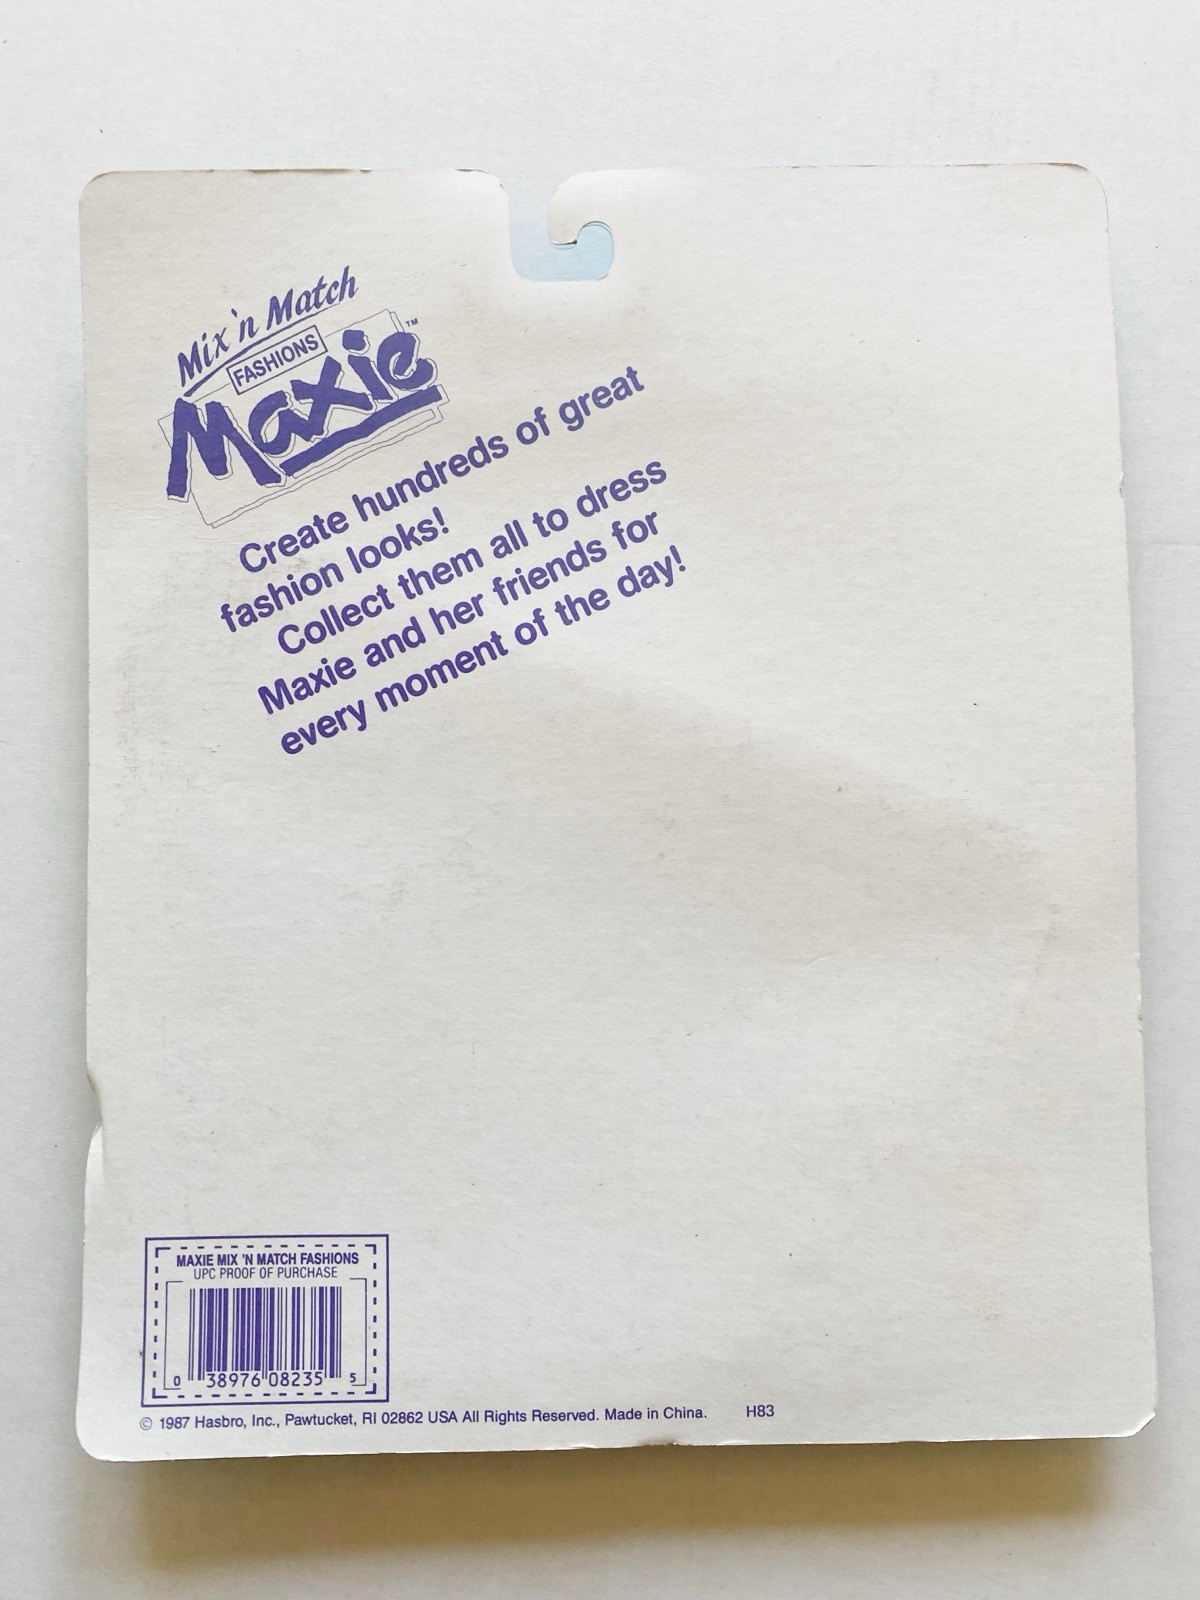 Mix 'n Match
FASHIONS
Maxie™
Create hundreds of great
fashion looks!
Collect them all to dress
Maxie and her friends for
every moment of the day!
MAXIE MIX 'N MATCH FASHIONS
UPC PROOF OF PURCHASE
0 38976 08235 5
© 1987 Hasbro, Inc., Pawtucket, RI 02862 USA All Rights Reserved. Made in China. H83